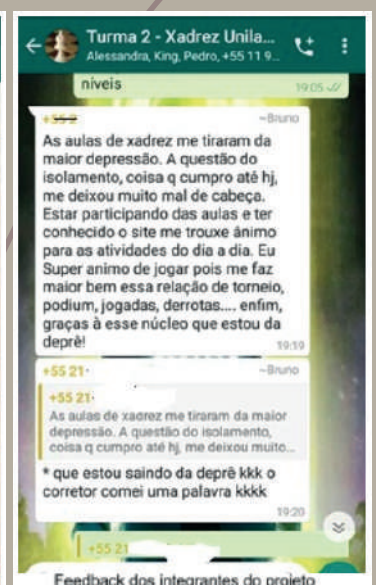 Turma 2 - Xadrez Unila...
Alessandra, King, Pedro, +55 11 9...
níveis
19:05
~Bruno
As aulas de xadrez me tiraram da
maior depressão. A questão do
isolamento, coisa q cumpro até hj,
me deixou muito mal de cabeça.
Estar participando das aulas e ter
conhecido o site me trouxe ânimo
para as atividades do dia a dia. Eu
Super animo de jogar pois me faz
maior bem essa relação de torneio,
podium, jogadas, derrotas.... enfim,
graças à esse núcleo que estou da
deprê!
19:19
+55 21
~Bruno
+55 21
As aulas de xadrez me tiraram da maior
depressão. A questão do isolamento,
coisa q cumpro até hj, me deixou muito...
* que estou saindo da deprê kkk o
corretor comei uma palavra kkkk
19:20
+55 21
Feedback dos integrantes do projeto